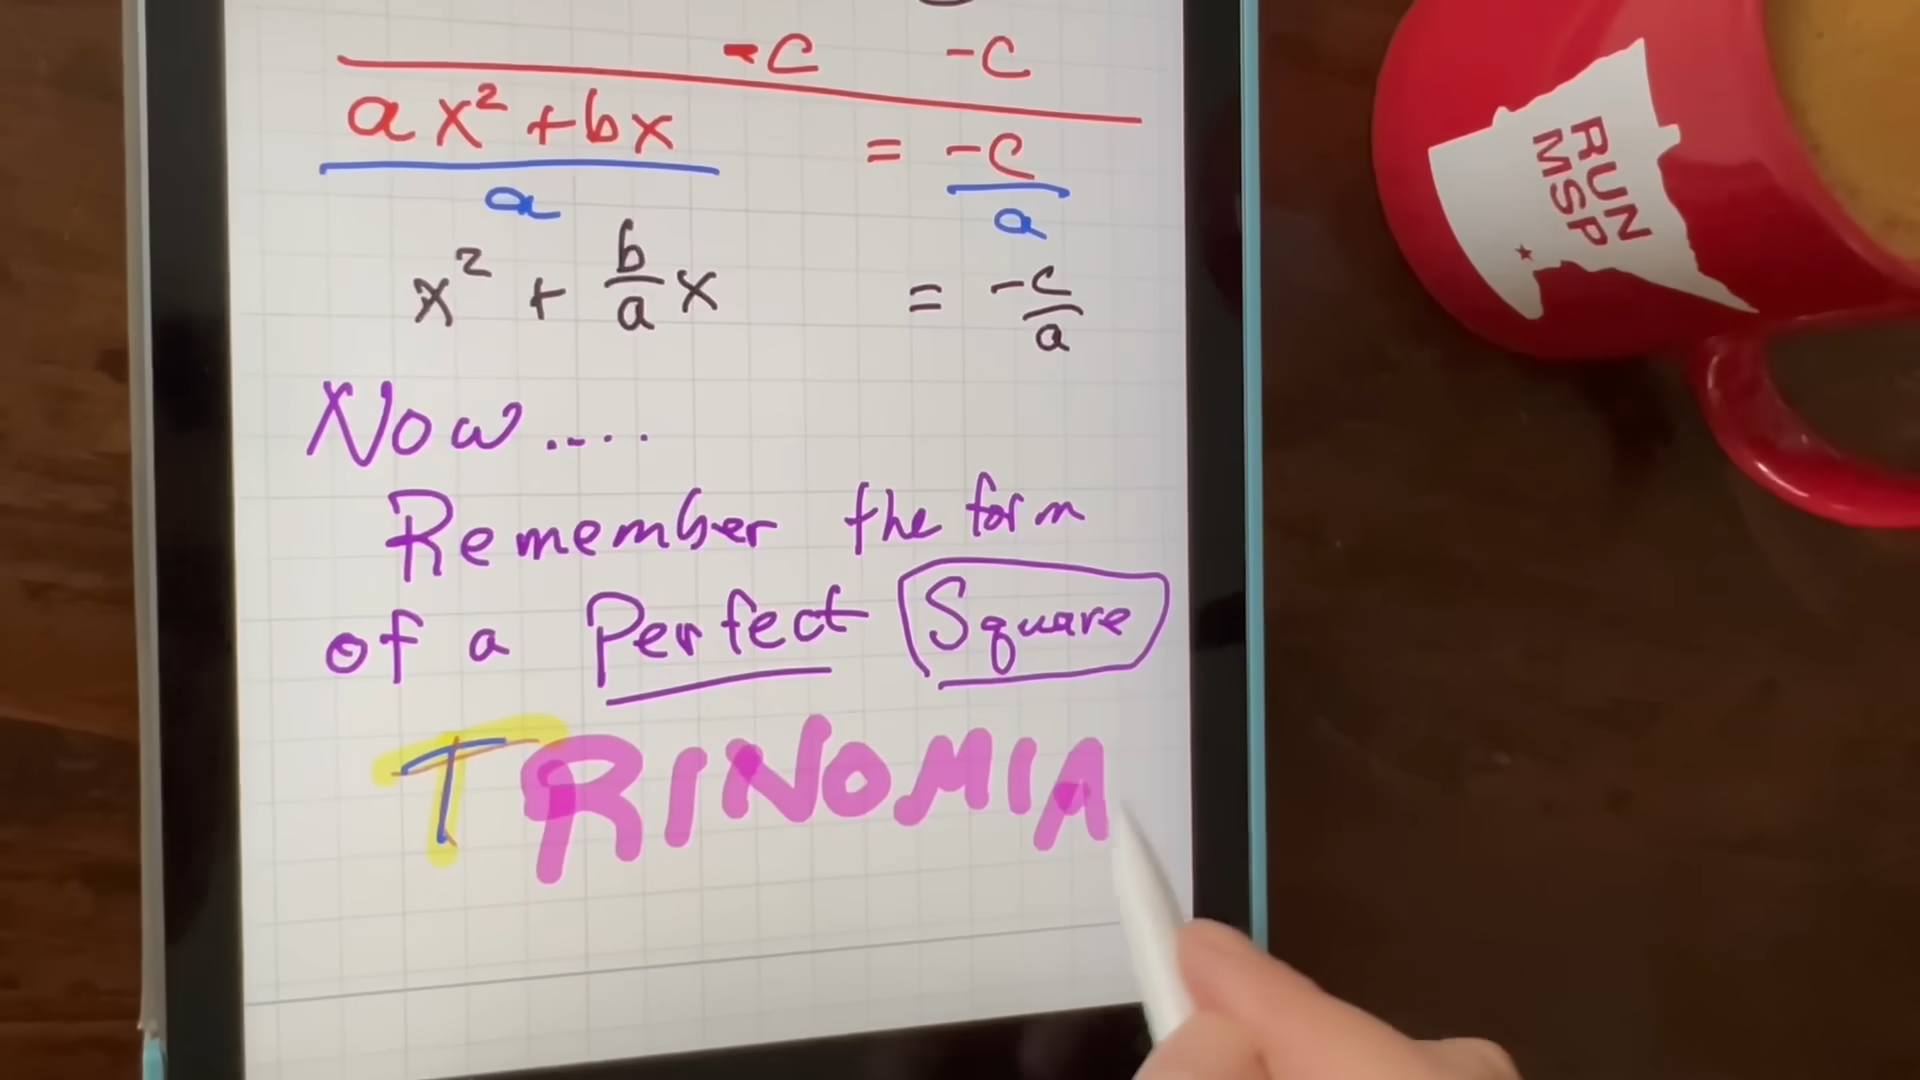 -c -c
ax² + bx = -c
a a
x² + b/a x = -c/a
Now....
Remember the form
of a Perfect Square
TRINOMIA
RUN
MSP